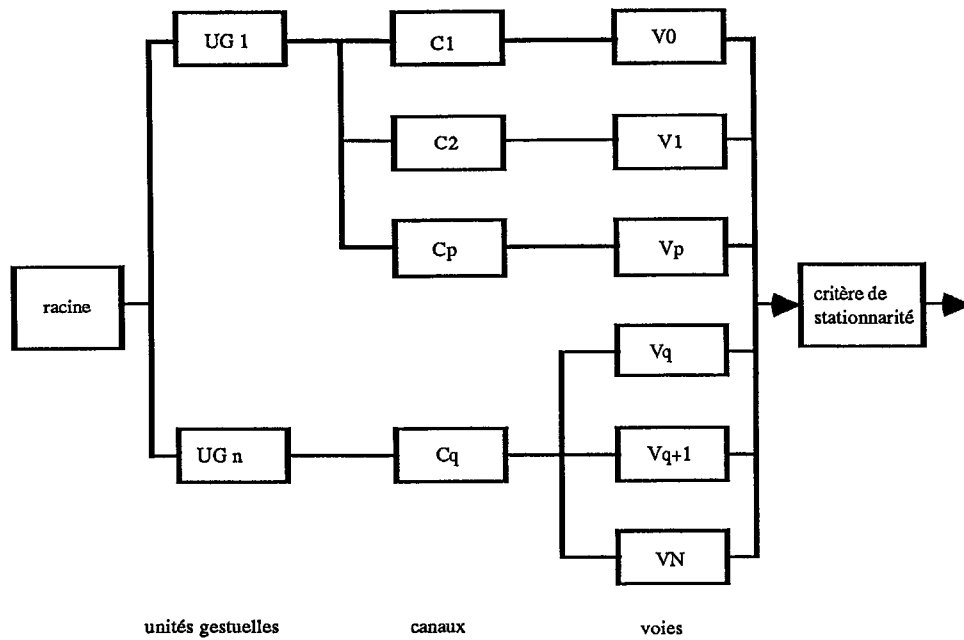 UG 1
C1
V0
C2
V1
Cp
Vp
racine
critère de
stationnarité
Vq
UG n
Cq
Vq+1
VN
unités gestuelles
canaux
voies